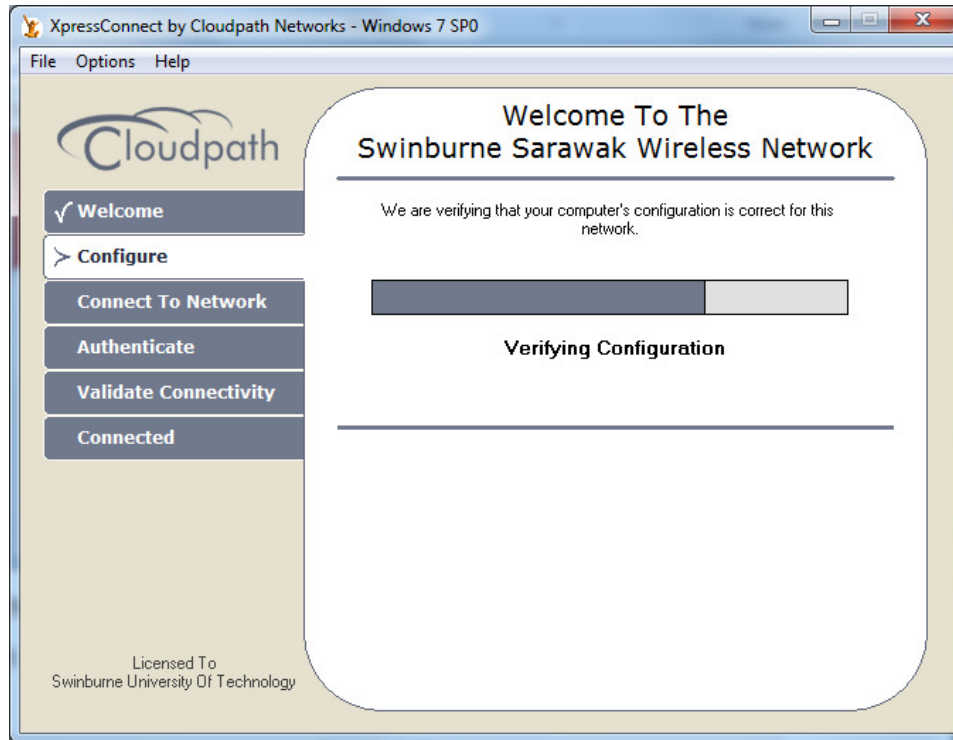 XpressConnect by Cloudpath Networks - Windows 7 SP0
File Options Help
Cloudpath
Welcome
Configure
Connect To Network
Authenticate
Validate Connectivity
Connected
Licensed To
Swinburne University Of Technology
Welcome To The
Swinburne Sarawak Wireless Network
We are verifying that your computer's configuration is correct for this
network.
Verifying Configuration